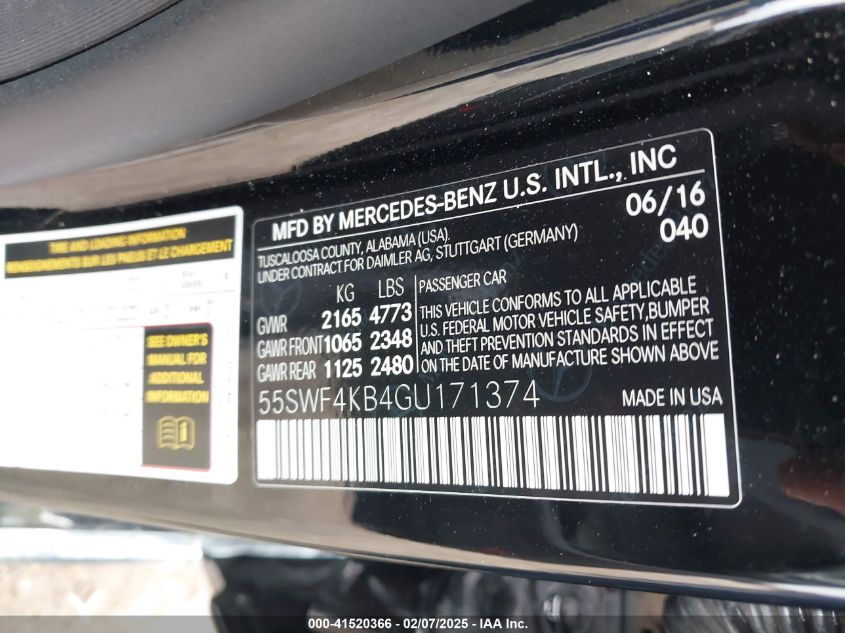 TIRE AND LOADING INFORMATION
RENSEIGNEMENTS SUR LES PNEUS ET LE CHARGEMENT
SEE OWNER'S
MANUAL FOR
ADDITIONAL
INFORMATION
MFD BY MERCEDES-BENZ U.S. INTL., INC
TUSCALOOSA COUNTY, ALABAMA (USA).
UNDER CONTRACT FOR DAIMLER AG, STUTTGART (GERMANY)
06/16
040
KG LBS
GVWR 2165 4773
GAWR FRONT 1065 2348
GAWR REAR 1125 2480
PASSENGER CAR
THIS VEHICLE CONFORMS TO ALL APPLICABLE
U.S. FEDERAL MOTOR VEHICLE SAFETY,BUMPER
AND THEFT PREVENTION STANDARDS IN EFFECT
ON THE DATE OF MANUFACTURE SHOWN ABOVE
55SWF4KB4GU171374
MADE IN USA
000-41520366 - 02/07/2025 - IAA Inc.